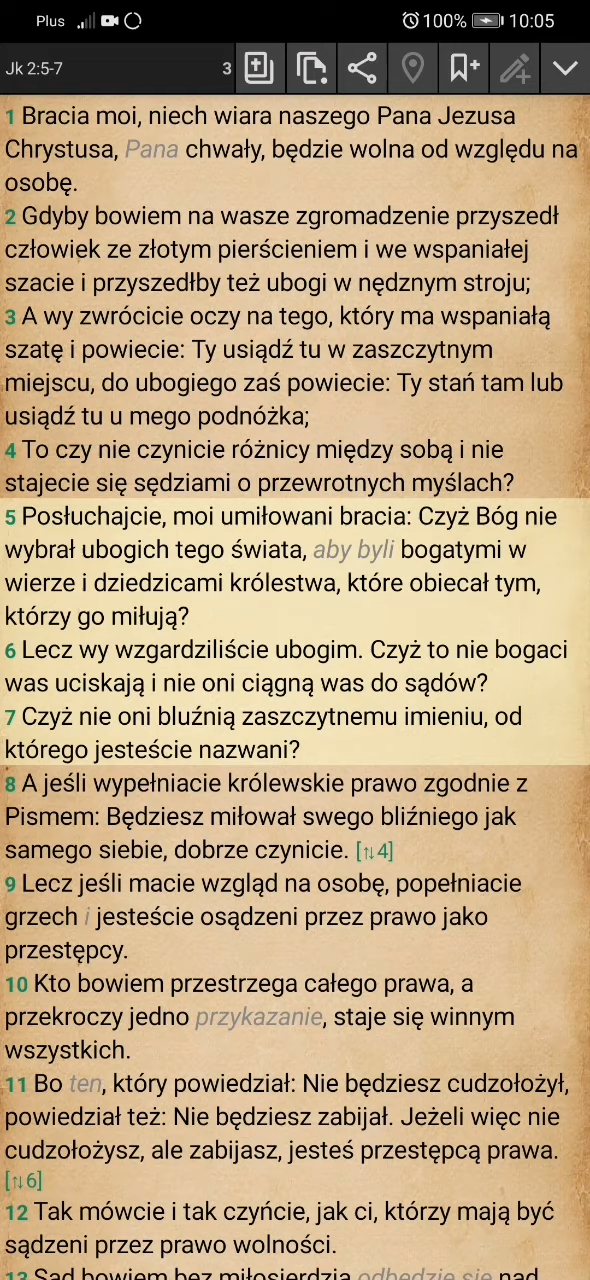 Plus 100% 10:05
Jk 2:5-7 3
1 Bracia moi, niech wiara naszego Pana Jezusa
Chrystusa, Pana chwały, będzie wolna od względu na
osobę.
2 Gdyby bowiem na wasze zgromadzenie przyszedł
człowiek ze złotym pierścieniem i we wspaniałej
szacie i przyszedłby też ubogi w nędznym stroju;
3 A wy zwrócicie oczy na tego, który ma wspaniałą
szatę i powiecie: Ty usiądź tu w zaszczytnym
miejscu, do ubogiego zaś powiecie: Ty stań tam lub
usiądź tu u mego podnóżka;
4 To czy nie czynicie różnicy między sobą i nie
stajecie się sędziami o przewrotnych myślach?
5 Posłuchajcie, moi umiłowani bracia: Czyż Bóg nie
wybrał ubogich tego świata, aby byli bogatymi w
wierze i dziedzicami królestwa, które obiecał tym,
którzy go miłują?
6 Lecz wy wzgardziliście ubogim. Czyż to nie bogaci
was uciskają i nie oni ciągną was do sądów?
7 Czyż nie oni bluźnią zaszczytnemu imieniu, od
którego jesteście nazwani?
8 A jeśli wypełniacie królewskie prawo zgodnie z
Pismem: Będziesz miłował swego bliźniego jak
samego siebie, dobrze czynicie. [⇅4]
9 Lecz jeśli macie wzgląd na osobę, popełniacie
grzech i jesteście osądzeni przez prawo jako
przestępcy.
10 Kto bowiem przestrzega całego prawa, a
przekroczy jedno przykazanie, staje się winnym
wszystkich.
11 Bo ten, który powiedział: Nie będziesz cudzołożył,
powiedział też: Nie będziesz zabijał. Jeżeli więc nie
cudzołożysz, ale zabijasz, jesteś przestępcą prawa.
[⇅6]
12 Tak mówcie i tak czyńcie, jak ci, którzy mają być
sądzeni przez prawo wolności.
13 Sąd bowiem bez miłosierdzia odbędzie się nad